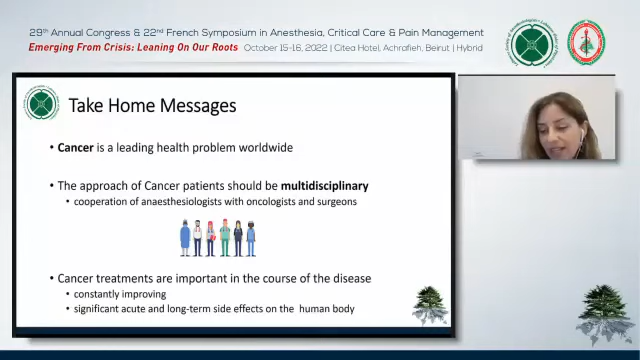 29th Annual Congress & 22nd French Symposium in Anesthesia, Critical Care & Pain Management
Emerging From Crisis: Leaning On Our Roots October 15-16, 2022 | Citea Hotel, Achrafieh, Beirut | Hybrid
Take Home Messages
• Cancer is a leading health problem worldwide
• The approach of Cancer patients should be multidisciplinary
• cooperation of anaesthesiologists with oncologists and surgeons
• Cancer treatments are important in the course of the disease
• constantly improving
• significant acute and long-term side effects on the human body